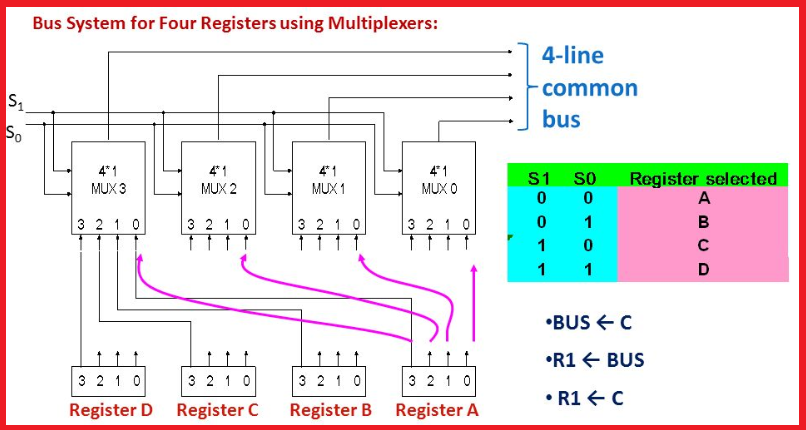 Bus System for Four Registers using Multiplexers:
4-line
common
bus
S1
S0
4*1 4*1 4*1 4*1
MUX 3 MUX 2 MUX 1 MUX 0
3 2 1 0 3 2 1 0 3 2 1 0 3 2 1 0
S1 S0 Register selected
0 0 A
0 1 B
1 0 C
1 1 D
•BUS ← C
•R1 ← BUS
• R1 ← C
3 2 1 0 3 2 1 0 3 2 1 0 3 2 1 0
Register D Register C Register B Register A